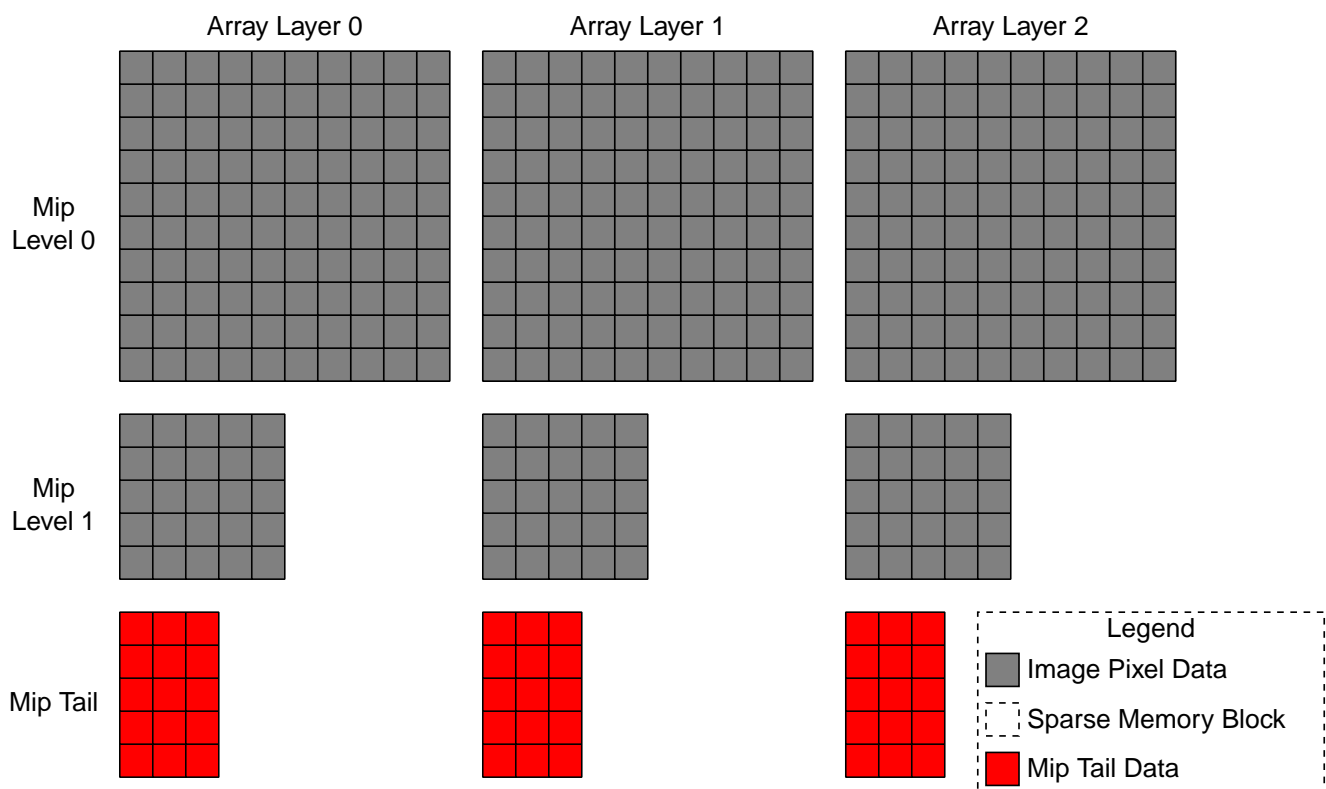 Array Layer 0
Array Layer 1
Array Layer 2
Mip
Level 0
Mip
Level 1
Mip Tail
Legend
Image Pixel Data
Sparse Memory Block
Mip Tail Data